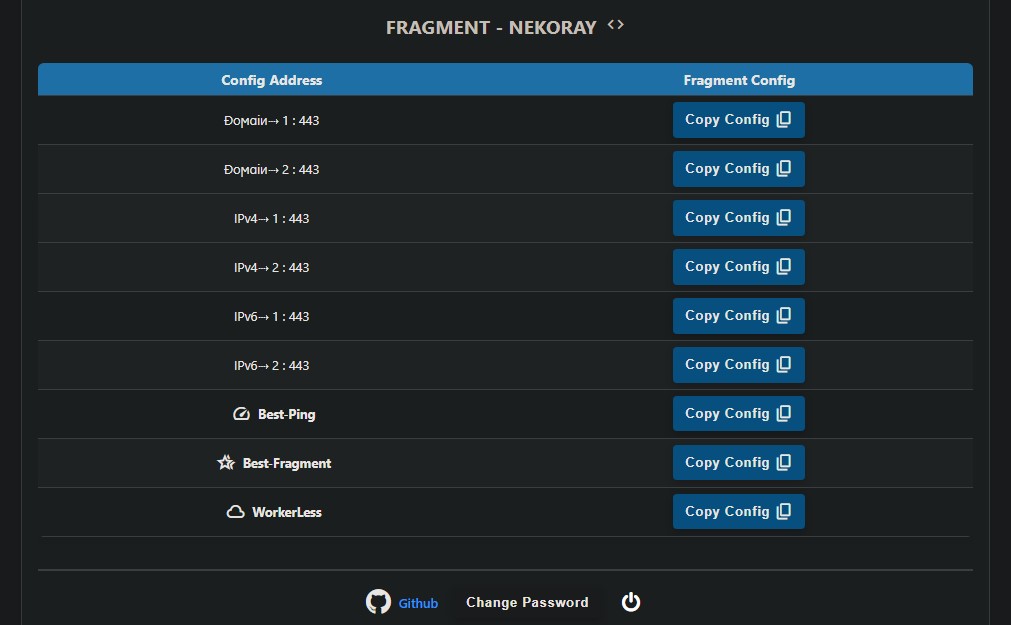 FRAGMENT - NEKORAY <>
Config Address Fragment Config
Đoɱɑіи→ 1 : 443 Copy Config
Đoɱɑіи→ 2 : 443 Copy Config
IPv4→ 1 : 443 Copy Config
IPv4→ 2 : 443 Copy Config
IPv6→ 1 : 443 Copy Config
IPv6→ 2 : 443 Copy Config
Best-Ping Copy Config
Best-Fragment Copy Config
WorkerLess Copy Config
Github Change Password